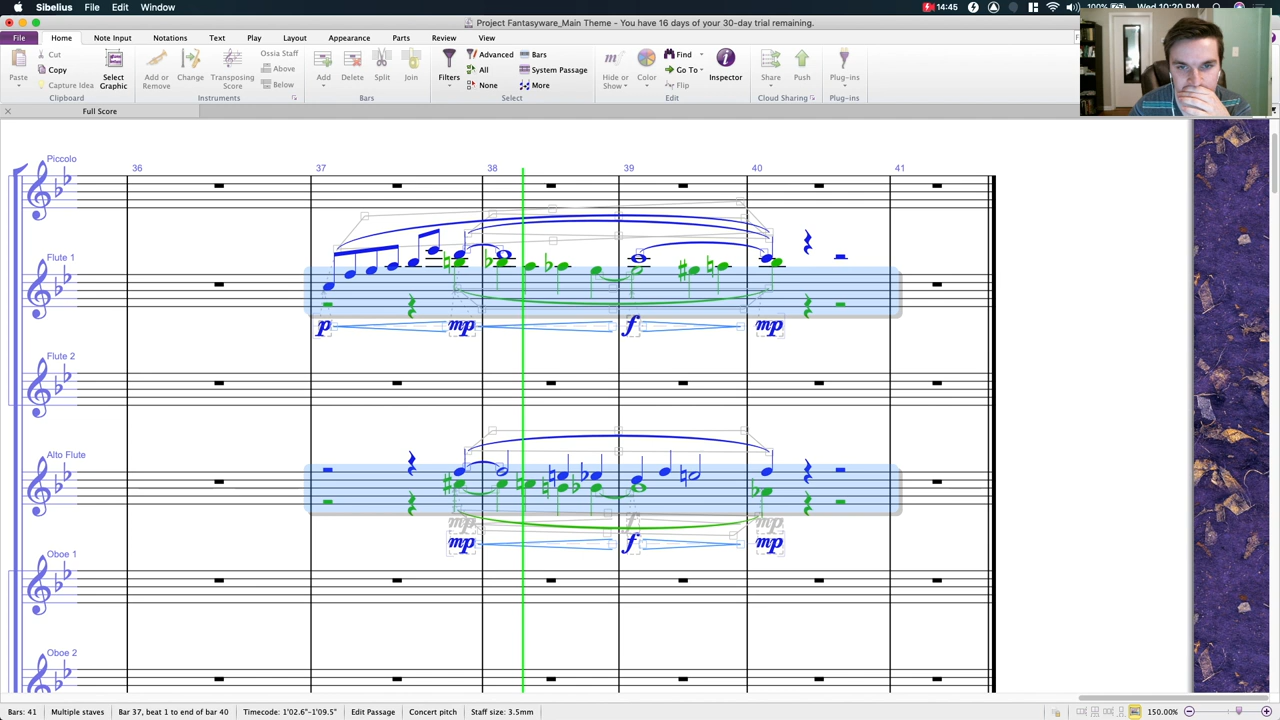 Sibelius File Edit Window 14:45 100% Wed 10:20 PM
Project Fantasyware_Main Theme - You have 16 days of your 30-day trial remaining.
File Home Note Input Notations Text Play Layout Appearance Parts Review View
Paste Cut Copy Capture Idea Select Graphic
Add or Remove Change Transposing Score Ossia Staff Above Below
Add Delete Split Join
Filters Advanced All None Bars System Passage More
Hide or Show Color Find Go To Flip Inspector
Share Push Plug-ins
Clipboard Instruments Bars Select Edit Cloud Sharing Plug-ins
Full Score
Piccolo 36 37 38 39 40 41
Flute 1
p mp f mp
Flute 2
Alto Flute
mp f mp
mp f mp
Oboe 1
Oboe 2
Bars: 41 Multiple staves Bar 37, beat 1 to end of bar 40 Timecode: 1'02.6"-1'09.5" Edit Passage Concert pitch Staff size: 3.5mm 150.00%